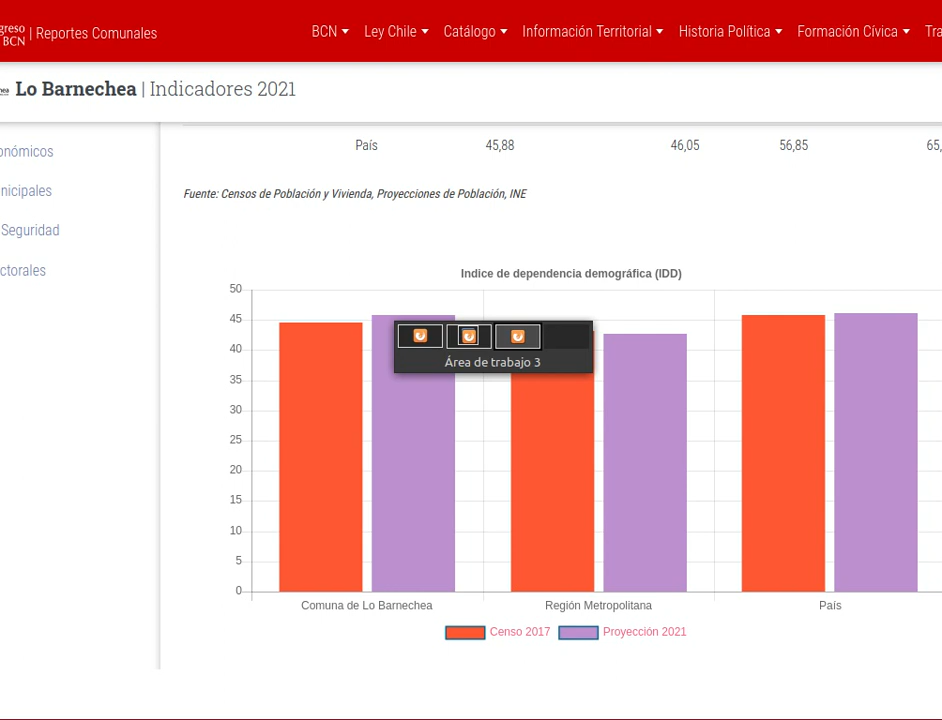 greso
BCN | Reportes Comunales
BCN Ley Chile Catálogo Información Territorial Historia Política Formación Cívica Tra
Lo Barnechea | Indicadores 2021
onómicos
nicipales
Seguridad
ctorales
País 45,88 46,05 56,85 65,
Fuente: Censos de Población y Vivienda, Proyecciones de Población, INE
Indice de dependencia demográfica (IDD)
50
45
40
35
30
25
20
15
10
5
0
Área de trabajo 3
Comuna de Lo Barnechea Región Metropolitana País
Censo 2017 Proyección 2021